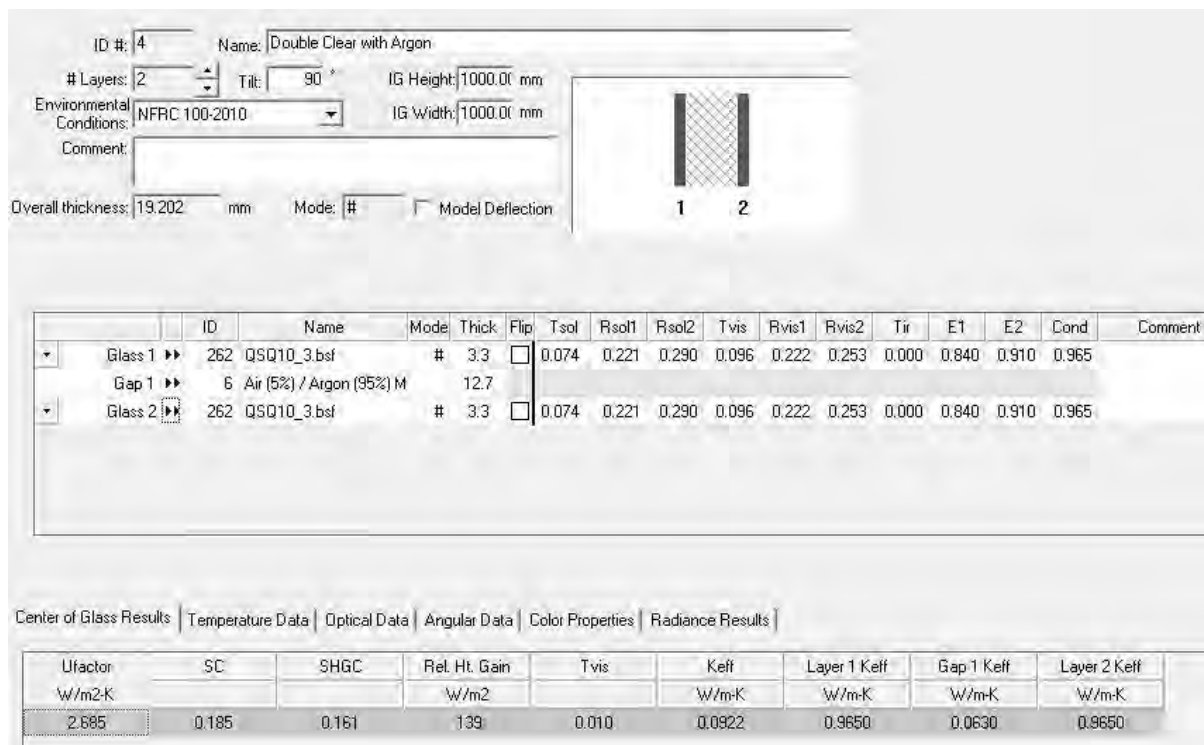 ID #: 4 Name: Double Clear with Argon
# Layers: 2 Tilt: 90 ° IG Height: 1000.0( mm
Environmental Conditions: NFRC 100-2010 IG Width: 1000.0( mm
Comment:
Overall thickness: 19.202 mm Mode: # Model Deflection
1 2
ID Name Mode Thick Flip Tsol Rsol1 Rsol2 Tvis Rvis1 Rvis2 Tir E1 E2 Cond Comment
Glass 1 ▸▸ 262 QSQ10_3.bsf # 3.3 0.074 0.221 0.290 0.096 0.222 0.253 0.000 0.840 0.910 0.965
Gap 1 ▸▸ 6 Air (5%) / Argon (95%) M 12.7
Glass 2 ▸▸ 262 QSQ10_3.bsf # 3.3 0.074 0.221 0.290 0.096 0.222 0.253 0.000 0.840 0.910 0.965
Center of Glass Results Temperature Data Optical Data Angular Data Color Properties Radiance Results
Ufactor SC SHGC Rel. Ht. Gain Tvis Keff Layer 1 Keff Gap 1 Keff Layer 2 Keff
W/m2-K W/m2 W/m-K W/m-K W/m-K W/m-K
2.685 0.185 0.161 139 0.010 0.0922 0.9650 0.0630 0.9650